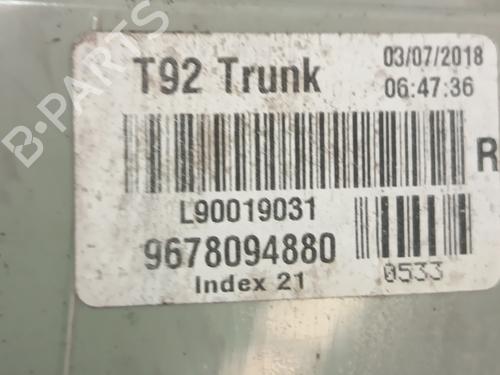 T92 Trunk
03/07/2018
06:47:36
R
L90019031
9678094880
Index 21
0533
B-PARTS